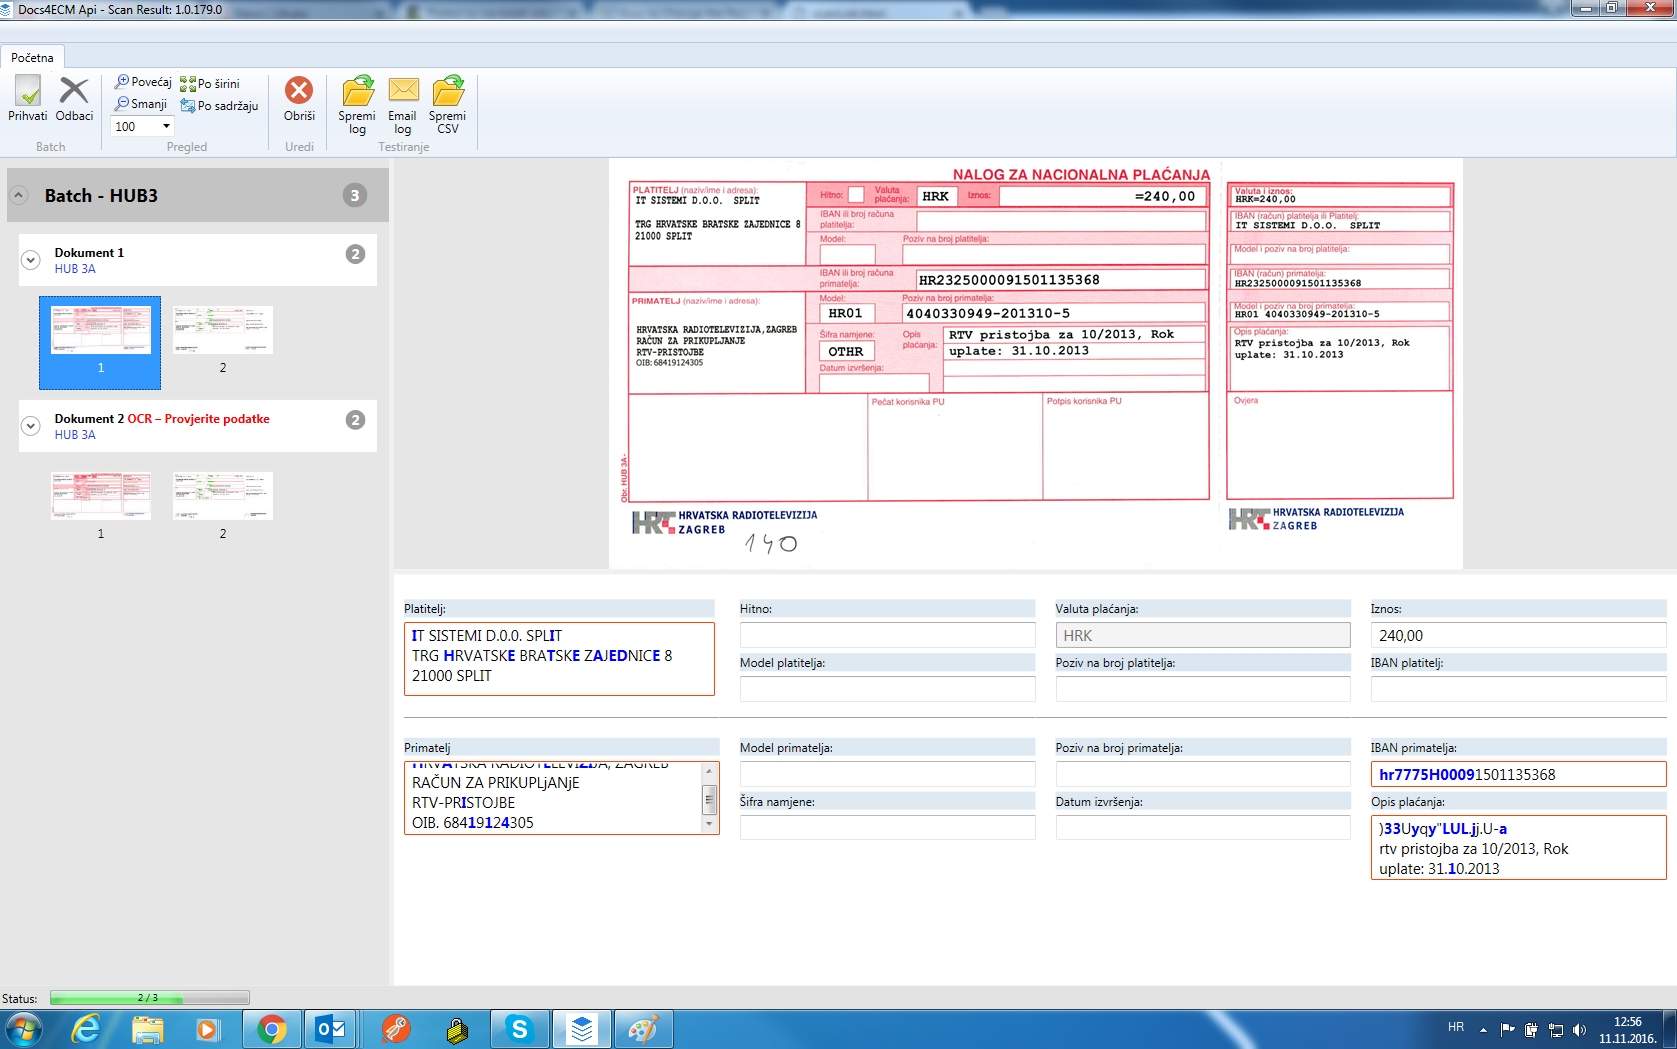 Docs4ECM Api - Scan Result: 1.0.179.0
Početna
Prihvati
Odbaci
Batch
Povećaj
Smanji
100
Po širini
Po sadržaju
Pregled
Obriši
Uredi
Spremi log
Email log
Spremi CSV
Testiranje
Batch - HUB3
3
Dokument 1
HUB 3A
2
1
2
Dokument 2 OCR – Provjerite podatke
HUB 3A
2
1
2
NALOG ZA NACIONALNA PLAĆANJA
PLATITELJ (naziv/ime i adresa):
IT SISTEMI D.O.O. SPLIT
TRG HRVATSKE BRATSKE ZAJEDNICE 8
21000 SPLIT
Hitno:
Valuta plaćanja:
HRK
Iznos:
=240,00
IBAN ili broj računa platitelja:
Model:
Poziv na broj platitelja:
IBAN ili broj računa primatelja:
HR2325000091501135368
PRIMATELJ (naziv/ime i adresa):
HRVATSKA RADIOTELEVIZIJA,ZAGREB
RAČUN ZA PRIKUPLJANJE
RTV-PRISTOJBE
OIB: 68419124305
Model:
HR01
Poziv na broj primatelja:
4040330949-201310-5
Šifra namjene:
OTHR
Opis plaćanja:
RTV pristojba za 10/2013, Rok
uplate: 31.10.2013
Datum izvršenja:
Pečat korisnika PU
Potpis korisnika PU
Obr. HUB 3A -
HRT HRVATSKA RADIOTELEVIZIJA
ZAGREB
140
Valuta i iznos:
HRK=240,00
IBAN (račun) platitelja ili Platitelj:
IT SISTEMI D.O.O. SPLIT
Model i poziv na broj platitelja:
IBAN (račun) primatelja:
HR2325000091501135368
Model i poziv na broj primatelja:
HR01 4040330949-201310-5
Opis plaćanja:
RTV pristojba za 10/2013, Rok
uplate: 31.10.2013
Ovjera
HRT HRVATSKA RADIOTELEVIZIJA
ZAGREB
Platitelj:
IT SISTEMI D.0.0. SPLIT
TRG HRVATSKE BRATSKE ZAJEDNICE 8
21000 SPLIT
Hitno:
Valuta plaćanja:
HRK
Iznos:
240,00
Model platitelja:
Poziv na broj platitelja:
IBAN platitelj:
Primatelj
HRVATSKA RADIOTELEVIZIJA, ZAGREB
RAČUN ZA PRIKUPLjANjE
RTV-PRISTOJBE
OIB. 68419124305
Model primatelja:
Poziv na broj primatelja:
IBAN primatelja:
hr7775H00091501135368
Šifra namjene:
Datum izvršenja:
Opis plaćanja:
)33Uyqy"LUL.jj.U-a
rtv pristojba za 10/2013, Rok
uplate: 31.10.2013
Status:
2 / 3
HR
12:56
11.11.2016.